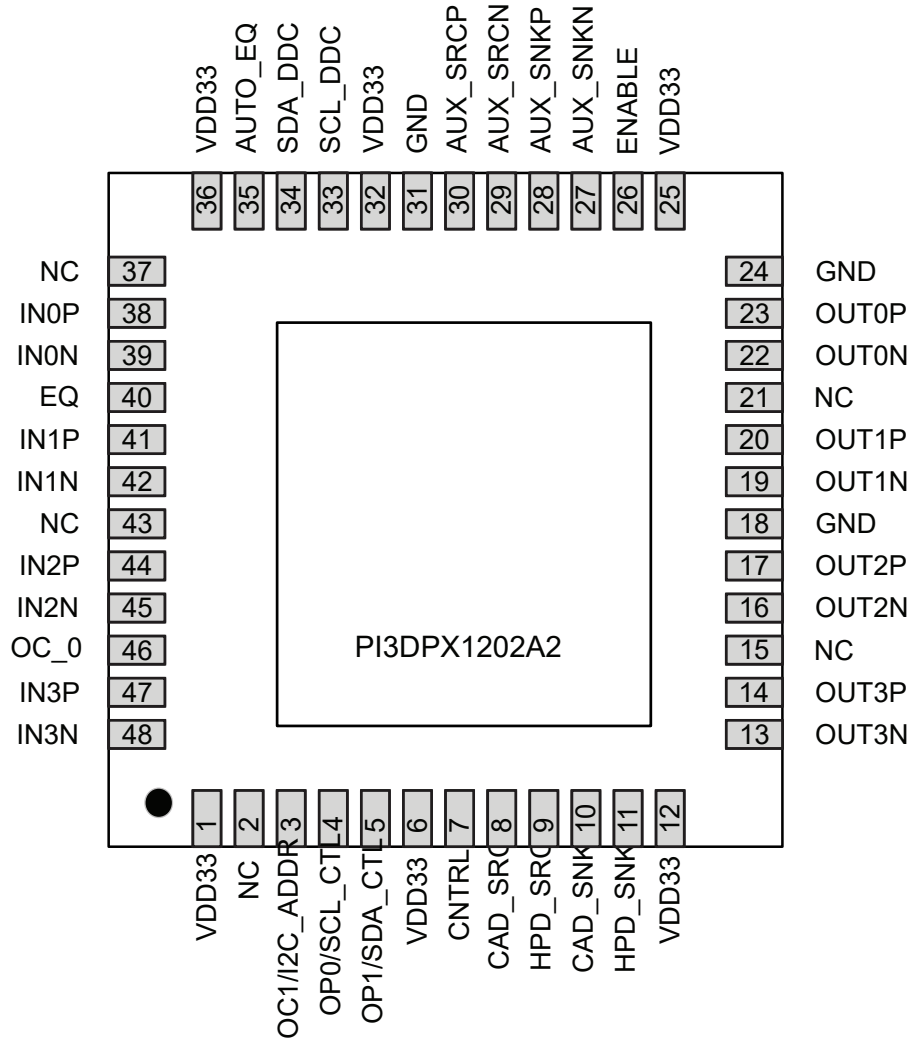 VDD33
AUTO_EQ
SDA_DDC
SCL_DDC
VDD33
GND
AUX_SRCP
AUX_SRCN
AUX_SNKP
AUX_SNKN
ENABLE
VDD33
36
35
34
33
32
31
30
29
28
27
26
25
NC 37
IN0P 38
IN0N 39
EQ 40
IN1P 41
IN1N 42
NC 43
IN2P 44
IN2N 45
OC_0 46
IN3P 47
IN3N 48
24 GND
23 OUT0P
22 OUT0N
21 NC
20 OUT1P
19 OUT1N
18 GND
17 OUT2P
16 OUT2N
15 NC
14 OUT3P
13 OUT3N
PI3DPX1202A2
1
2
3
4
5
6
7
8
9
10
11
12
VDD33
NC
OC1/I2C_ADDR
OP0/SCL_CTL
OP1/SDA_CTL
VDD33
CNTRL
CAD_SRC
HPD_SRC
CAD_SNK
HPD_SNK
VDD33